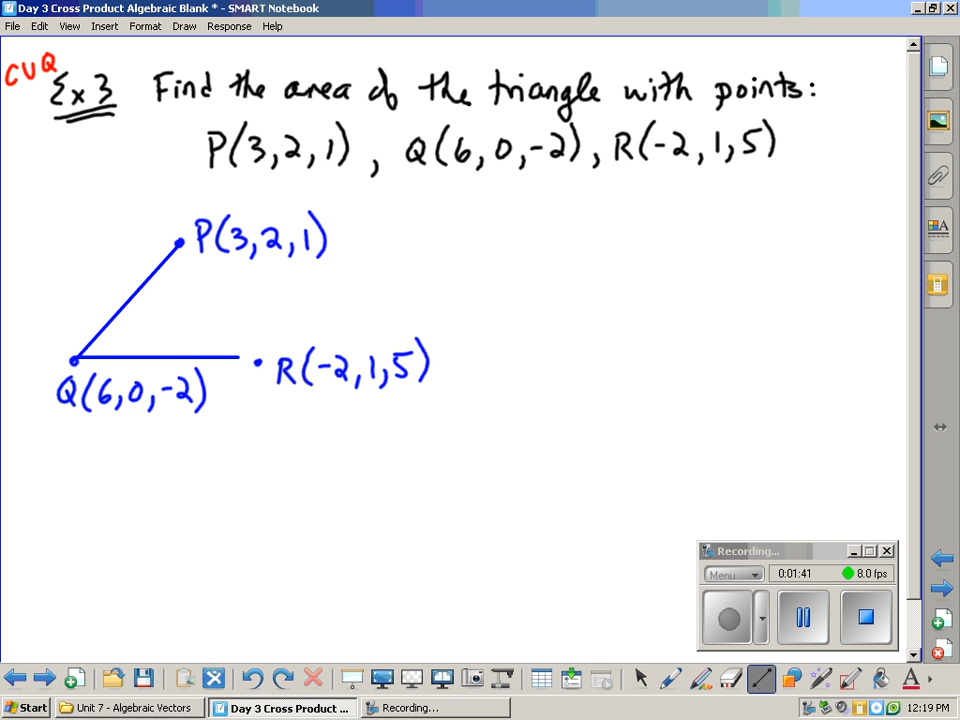 Day 3 Cross Product Algebraic Blank * - SMART Notebook
File Edit View Insert Format Draw Response Help
CUQ
Ex 3 Find the area of the triangle with points:
P(3,2,1), Q(6,0,-2), R(-2,1,5)
P(3,2,1)
R(-2,1,5)
Q(6,0,-2)
Recording...
Menu 0:01:41 8.0 fps
Start Unit 7 - Algebraic Vectors Day 3 Cross Product ... Recording... 12:19 PM